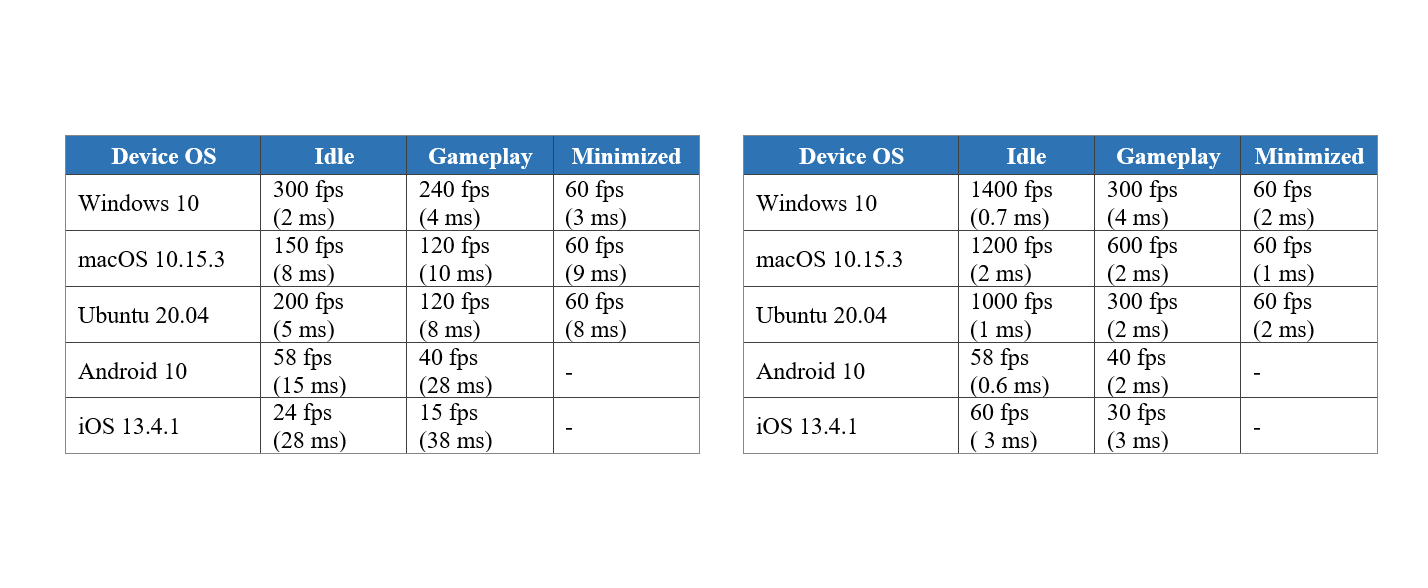 Device OS Idle Gameplay Minimized
Windows 10 300 fps (2 ms) 240 fps (4 ms) 60 fps (3 ms)
macOS 10.15.3 150 fps (8 ms) 120 fps (10 ms) 60 fps (9 ms)
Ubuntu 20.04 200 fps (5 ms) 120 fps (8 ms) 60 fps (8 ms)
Android 10 58 fps (15 ms) 40 fps (28 ms) -
iOS 13.4.1 24 fps (28 ms) 15 fps (38 ms) -
Device OS Idle Gameplay Minimized
Windows 10 1400 fps (0.7 ms) 300 fps (4 ms) 60 fps (2 ms)
macOS 10.15.3 1200 fps (2 ms) 600 fps (2 ms) 60 fps (1 ms)
Ubuntu 20.04 1000 fps (1 ms) 300 fps (2 ms) 60 fps (2 ms)
Android 10 58 fps (0.6 ms) 40 fps (2 ms) -
iOS 13.4.1 60 fps ( 3 ms) 30 fps (3 ms) -